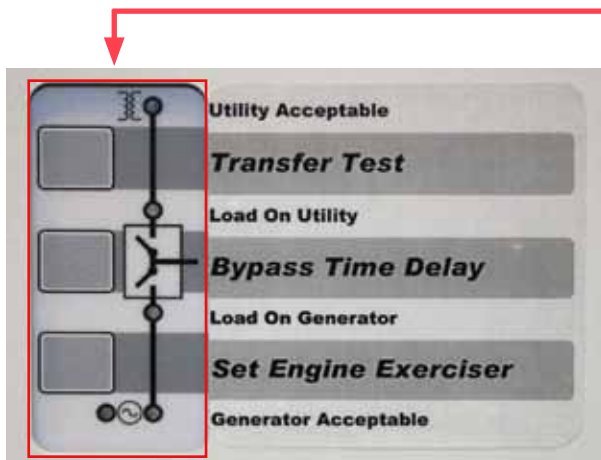 Utility Acceptable
Transfer Test
Load On Utility
Bypass Time Delay
Load On Generator
Set Engine Exerciser
Generator Acceptable